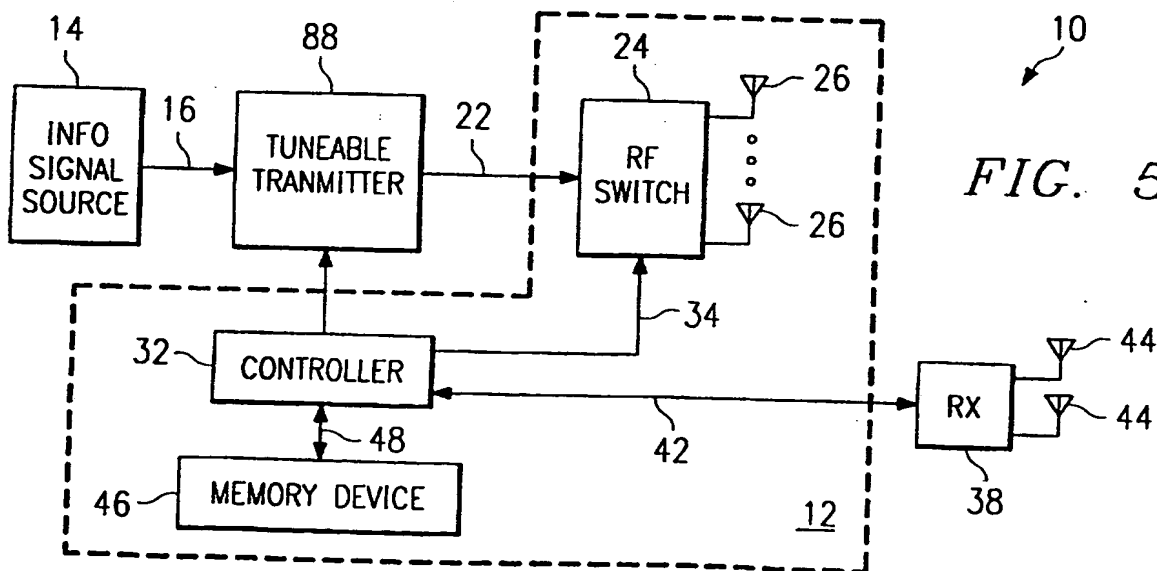 14
88
24
10
26
INFO
SIGNAL
SOURCE
16
TUNEABLE
TRANMITTER
22
RF
SWITCH
26
FIG. 5
34
32
CONTROLLER
44
RX
44
42
38
48
46
MEMORY DEVICE
12